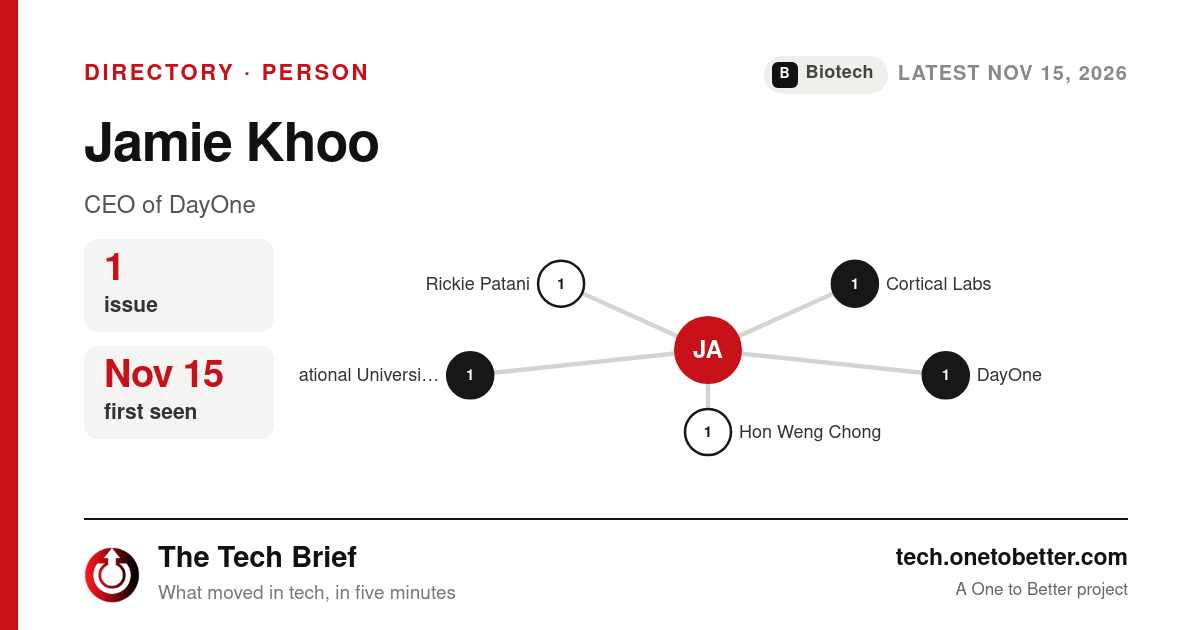 DIRECTORY · PERSON
B Biotech LATEST NOV 15, 2026
Jamie Khoo
CEO of DayOne
1
issue
Nov 15
first seen
Rickie Patani 1
1 Cortical Labs
JA
ational Universi… 1
1 DayOne
1 Hon Weng Chong
The Tech Brief
What moved in tech, in five minutes
tech.onetobetter.com
A One to Better project